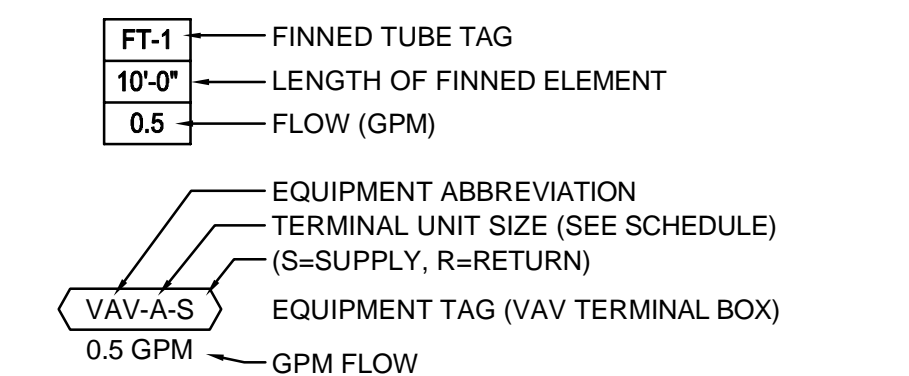 FT-1 FINNED TUBE TAG
10'-0" LENGTH OF FINNED ELEMENT
0.5 FLOW (GPM)
EQUIPMENT ABBREVIATION
TERMINAL UNIT SIZE (SEE SCHEDULE)
(S=SUPPLY, R=RETURN)
VAV-A-S EQUIPMENT TAG (VAV TERMINAL BOX)
0.5 GPM
GPM FLOW